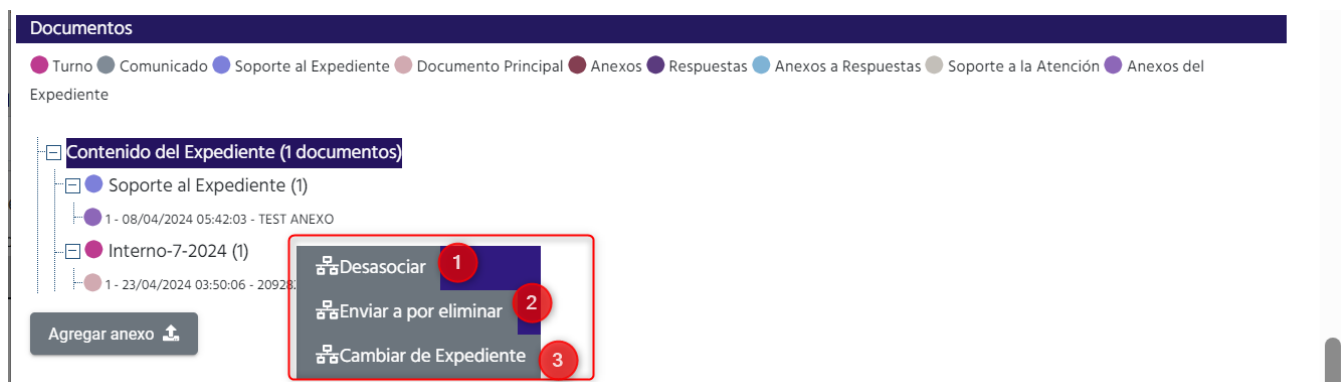 Documentos
Turno Comunicado Soporte al Expediente Documento Principal Anexos Respuestas Anexos a Respuestas Soporte a la Atención Anexos del
Expediente
Contenido del Expediente (1 documentos)
Soporte al Expediente (1)
1 - 08/04/2024 05:42:03 - TEST ANEXO
Interno-7-2024 (1)
1 - 23/04/2024 03:50:06 - 20928
Desasociar 1
Enviar a por eliminar 2
Cambiar de Expediente 3
Agregar anexo